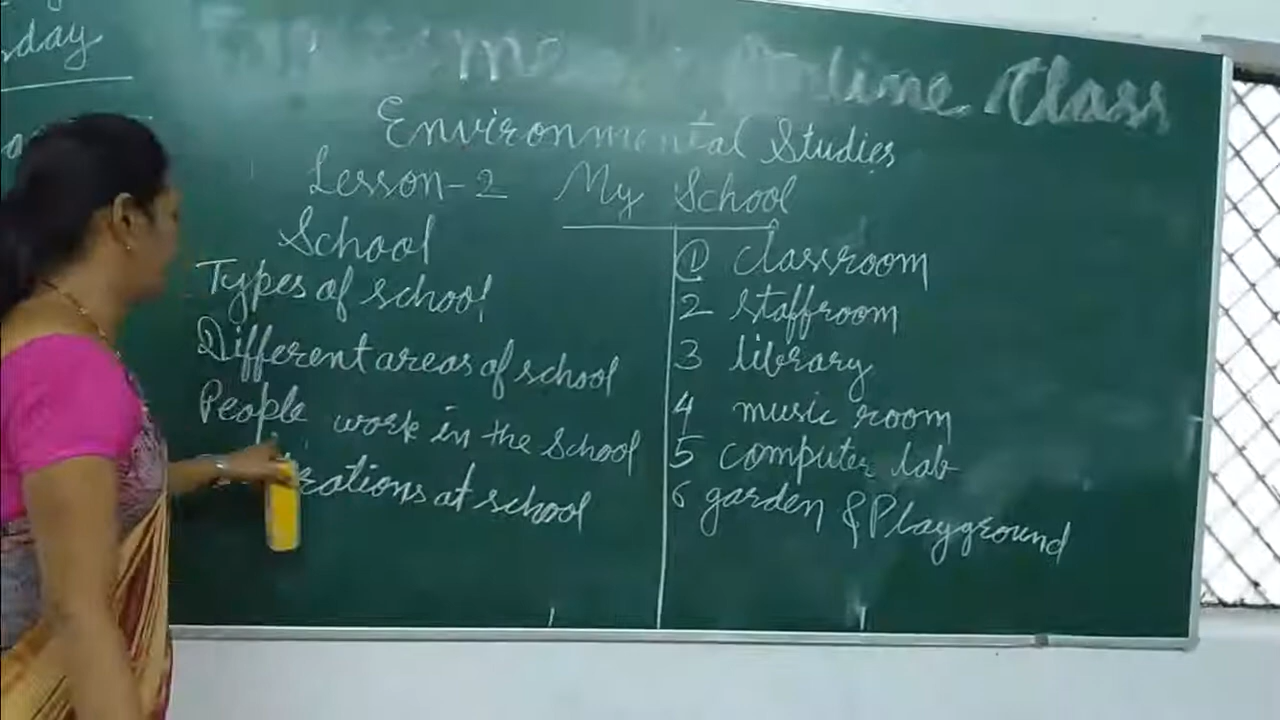 day
Online Class
Environmental Studies
Lesson-2 My School
School
Types of school
Different areas of school
People work in the School
rations at school
① classroom
2 staffroom
3 library
4 music room
5 computer lab
6 garden & Playground